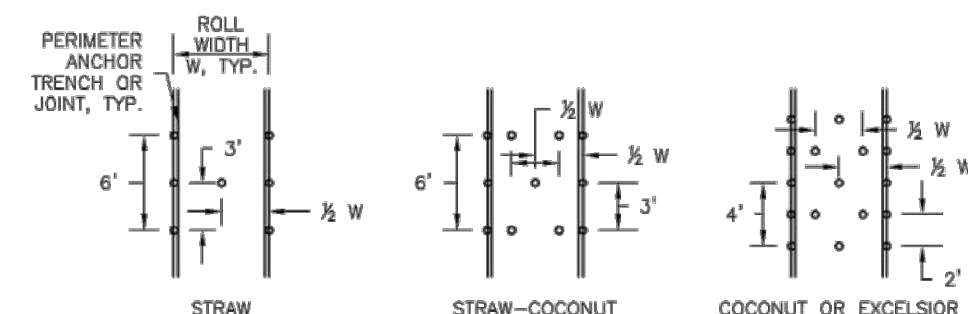 PERIMETER
ANCHOR
TRENCH OR
JOINT, TYP.
ROLL
WIDTH
W, TYP.
6'
3'
½ W
STRAW
½ W
½ W
6'
3'
STRAW-COCONUT
½ W
½ W
4'
2'
COCONUT OR EXCELSIOR